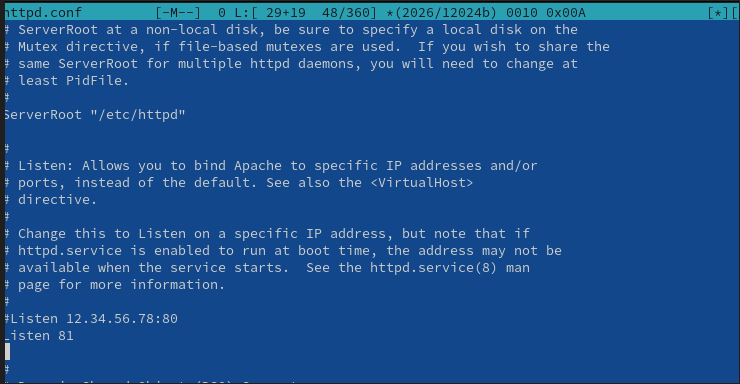 httpd.conf [-M--] 0 L:[ 29+19 48/360] *(2026/12024b) 0010 0x00A [*][
# ServerRoot at a non-local disk, be sure to specify a local disk on the
# Mutex directive, if file-based mutexes are used.  If you wish to share the
# same ServerRoot for multiple httpd daemons, you will need to change at
# least PidFile.
#
ServerRoot "/etc/httpd"
#
# Listen: Allows you to bind Apache to specific IP addresses and/or
# ports, instead of the default. See also the <VirtualHost>
# directive.
#
# Change this to Listen on a specific IP address, but note that if
# httpd.service is enabled to run at boot time, the address may not be
# available when the service starts.  See the httpd.service(8) man
# page for more information.
#
#Listen 12.34.56.78:80
Listen 81
#